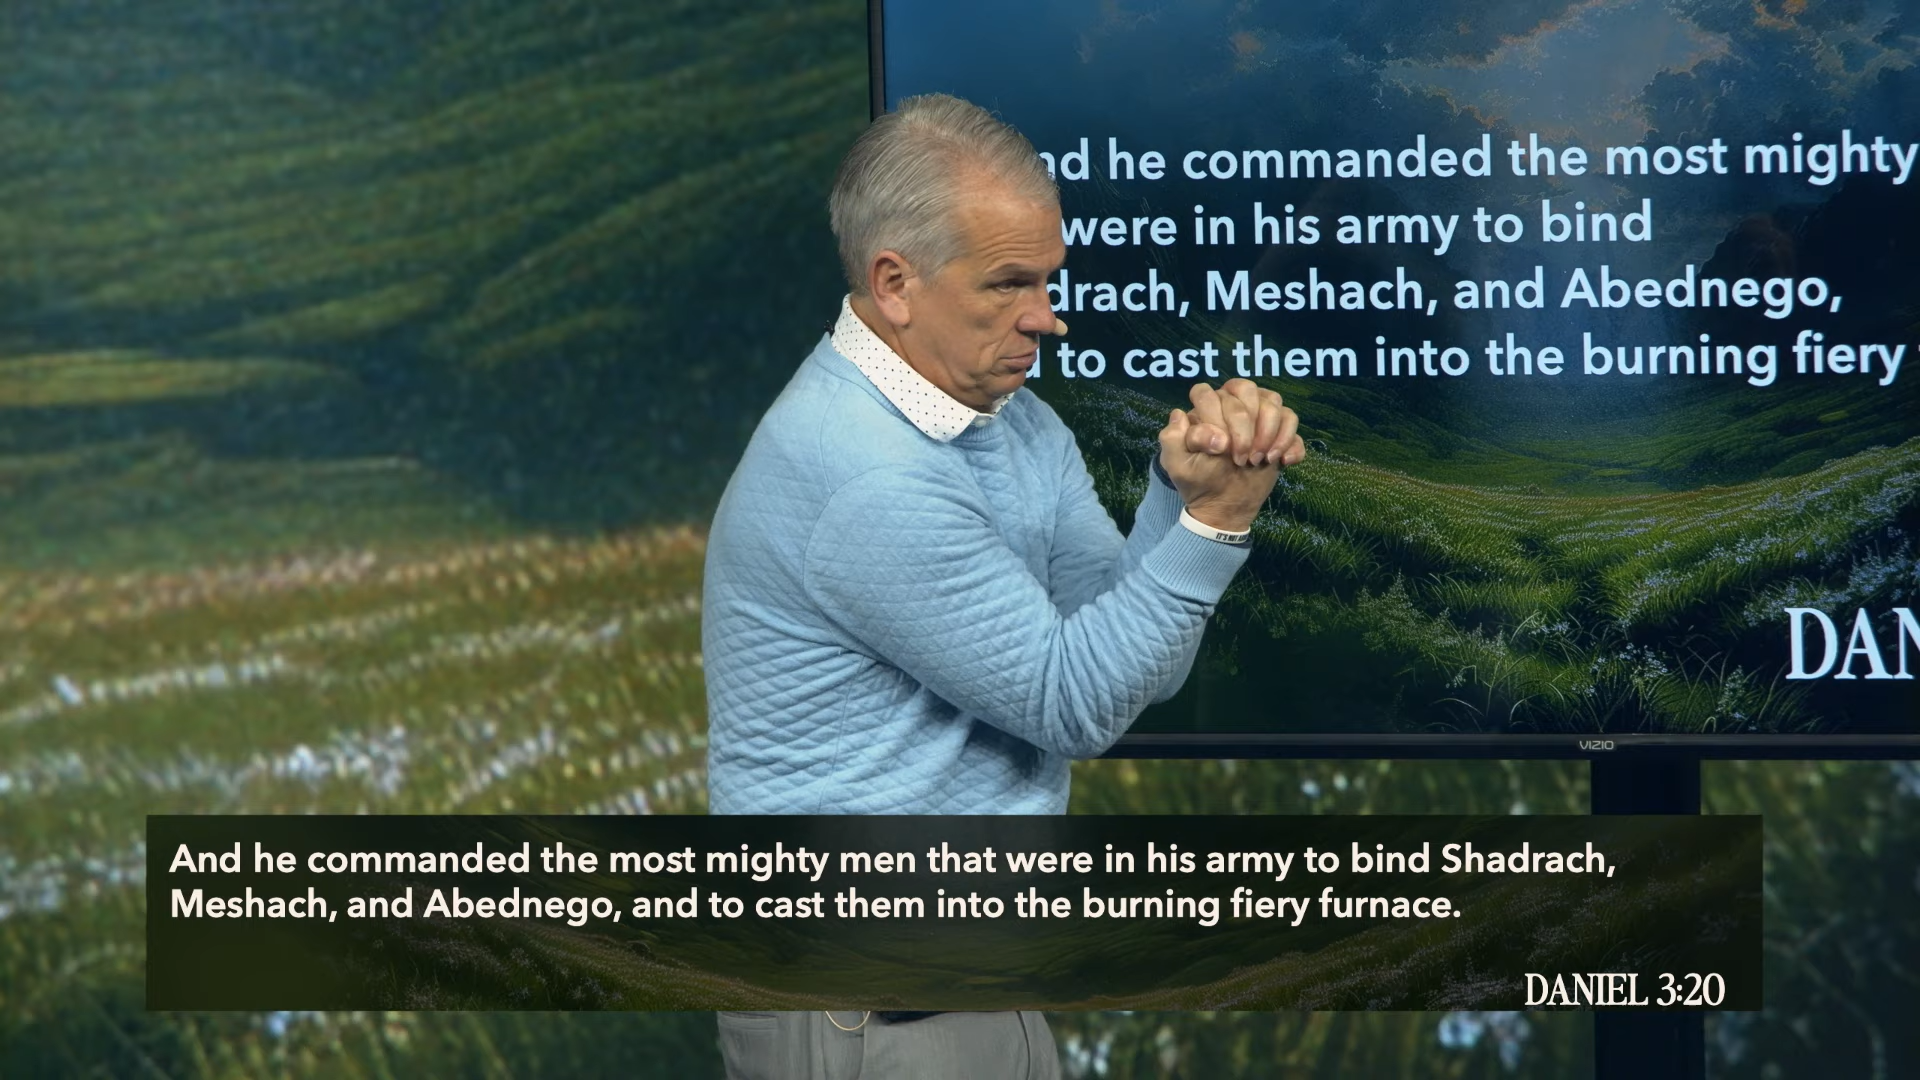 nd he commanded the most mighty
were in his army to bind
drach, Meshach, and Abednego,
to cast them into the burning fiery
DAN
VIZIO
IT'S NOT
And he commanded the most mighty men that were in his army to bind Shadrach,
Meshach, and Abednego, and to cast them into the burning fiery furnace.
DANIEL 3:20